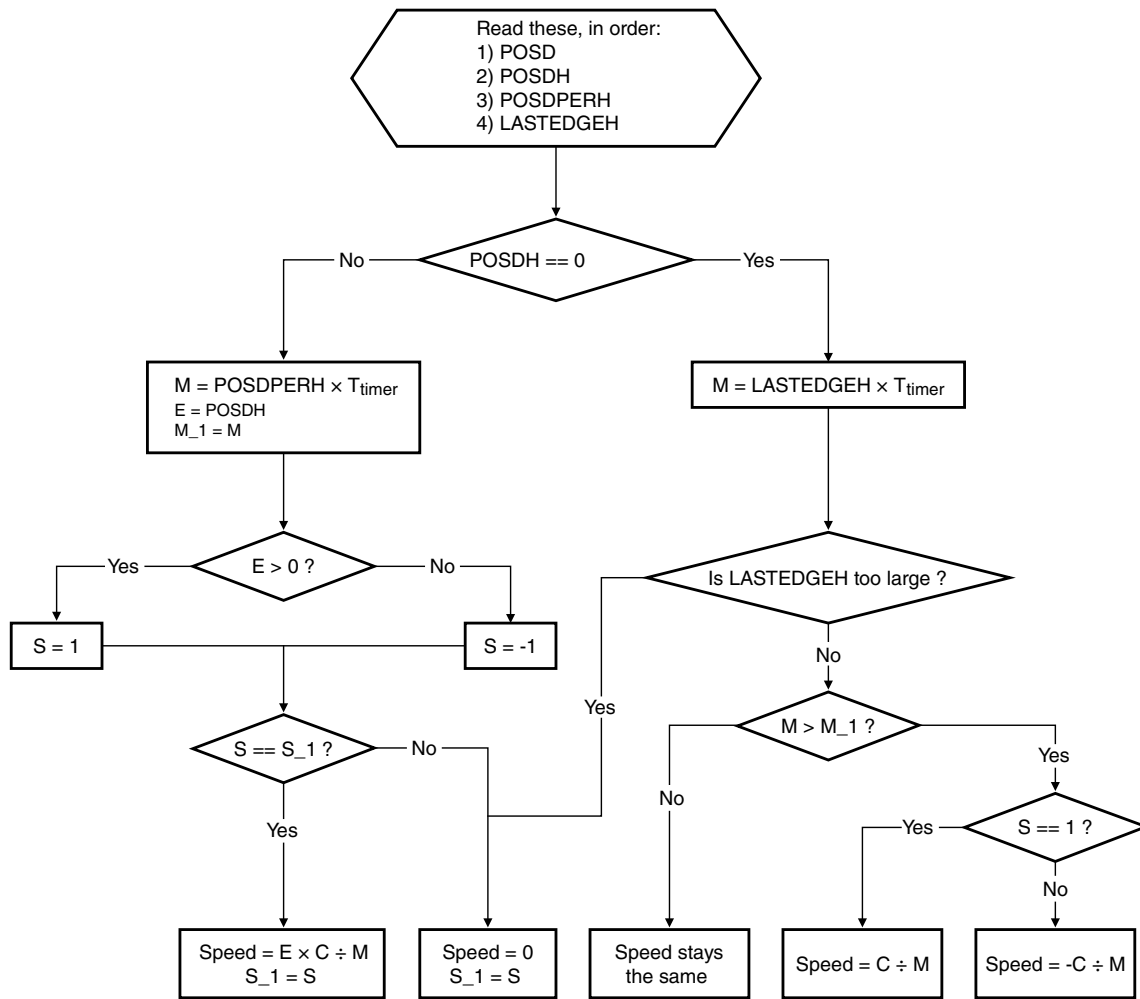 Read these, in order:
1) POSD
2) POSDH
3) POSDPERH
4) LASTEDGEH
No
POSDH == 0
Yes
M = POSDPERH × Ttimer
E = POSDH
M_1 = M
M = LASTEDGEH × Ttimer
Yes
E > 0 ?
No
Is LASTEDGEH too large ?
S = 1
S = -1
No
Yes
S == S_1 ?
No
M > M_1 ?
Yes
No
Yes
Yes
S == 1 ?
No
Speed = E × C ÷ M
S_1 = S
Speed = 0
S_1 = S
Speed stays
the same
Speed = C ÷ M
Speed = -C ÷ M